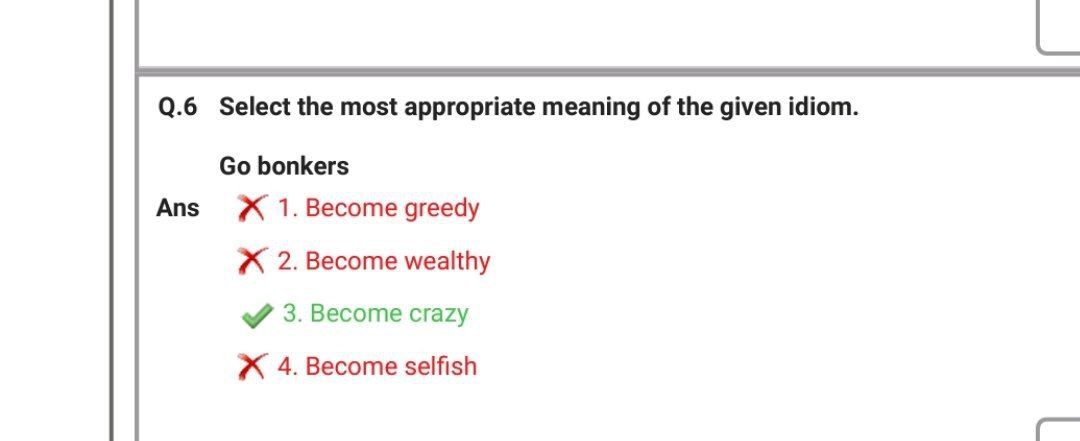 Q.6 Select the most appropriate meaning of the given idiom.
Go bonkers
Ans 1. Become greedy
2. Become wealthy
3. Become crazy
4. Become selfish